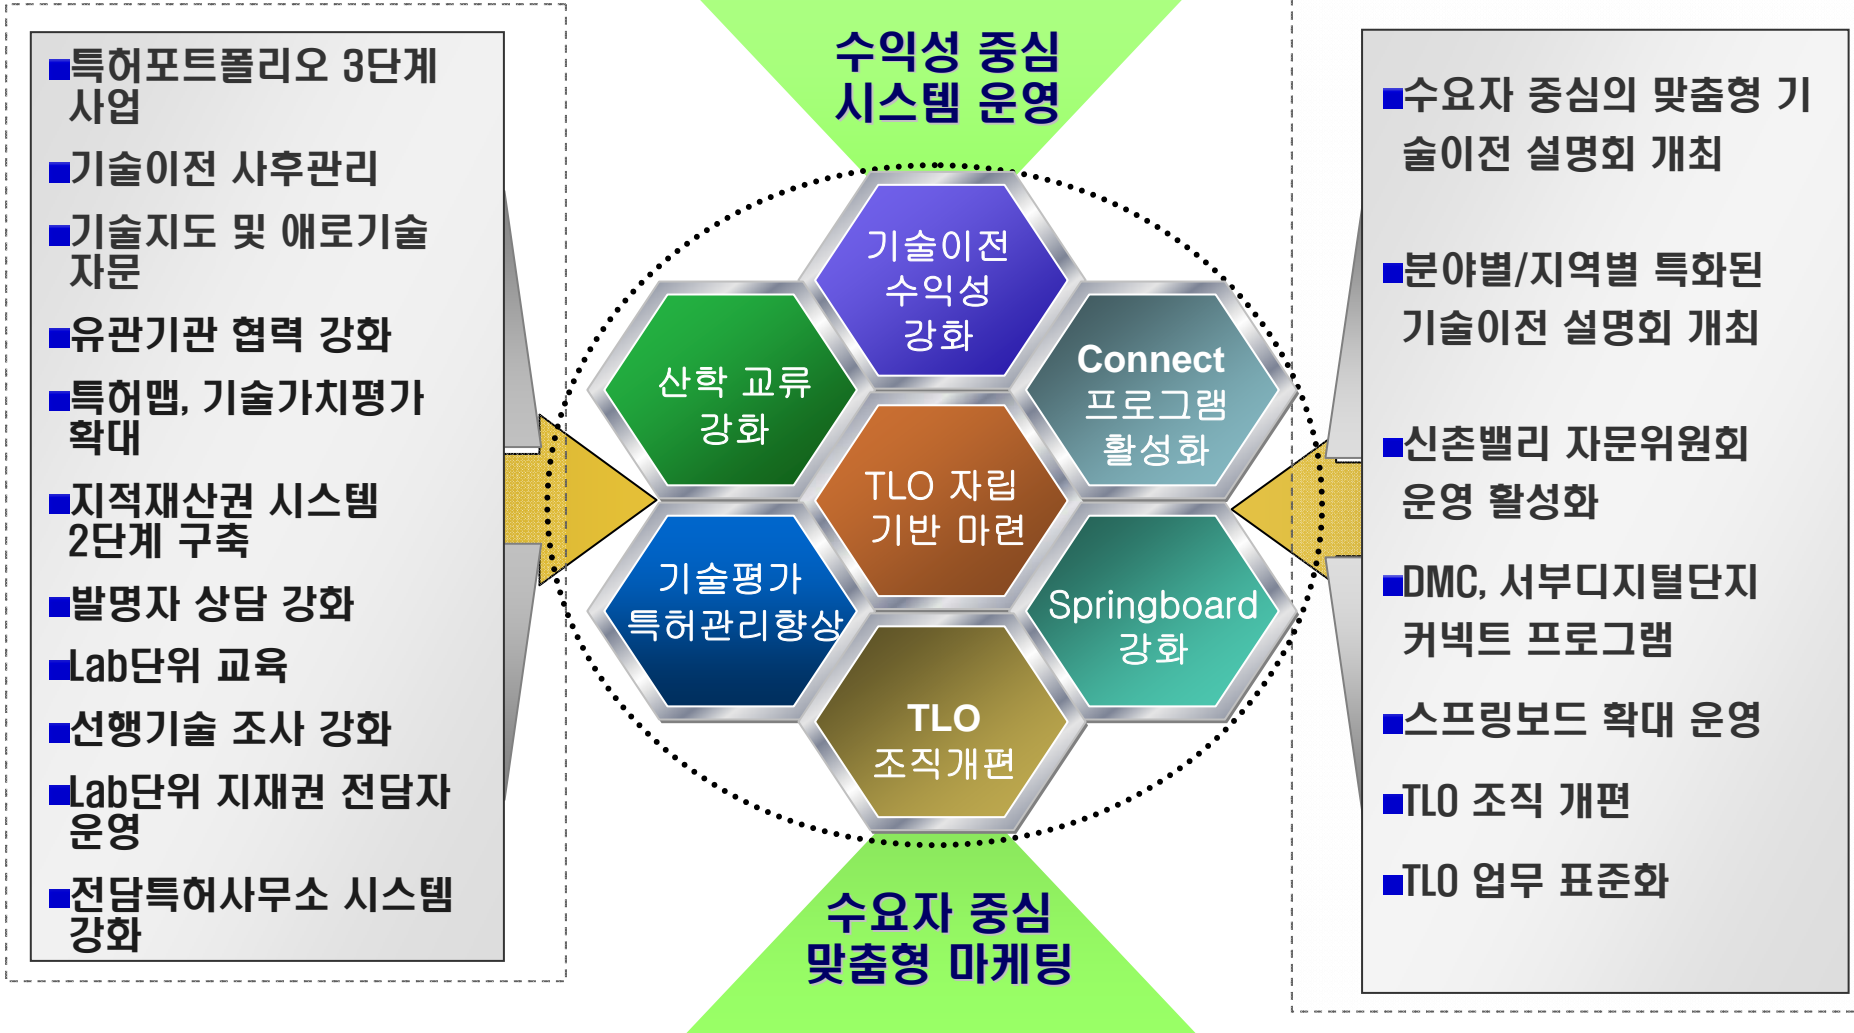 ■특허포트폴리오 3단계
사업
■기술이전 사후관리
■기술지도 및 애로기술
자문
■유관기관 협력 강화
■특허맵, 기술가치평가
확대
■지적재산권 시스템
2단계 구축
■발명자 상담 강화
■Lab단위 교육
■선행기술 조사 강화
■Lab단위 지재권 전담자
운영
■전담특허사무소 시스템
강화
수익성 중심
시스템 운영
기술이전
수익성
강화
산학 교류
강화
Connect
프로그램
활성화
TLO 자립
기반 마련
기술평가
특허관리향상
Springboard
강화
TLO
조직개편
수요자 중심
맞춤형 마케팅
■수요자 중심의 맞춤형 기
술이전 설명회 개최
■분야별/지역별 특화된
기술이전 설명회 개최
■신촌밸리 자문위원회
운영 활성화
■DMC, 서부디지털단지
커넥트 프로그램
■스프링보드 확대 운영
■TLO 조직 개편
■TLO 업무 표준화